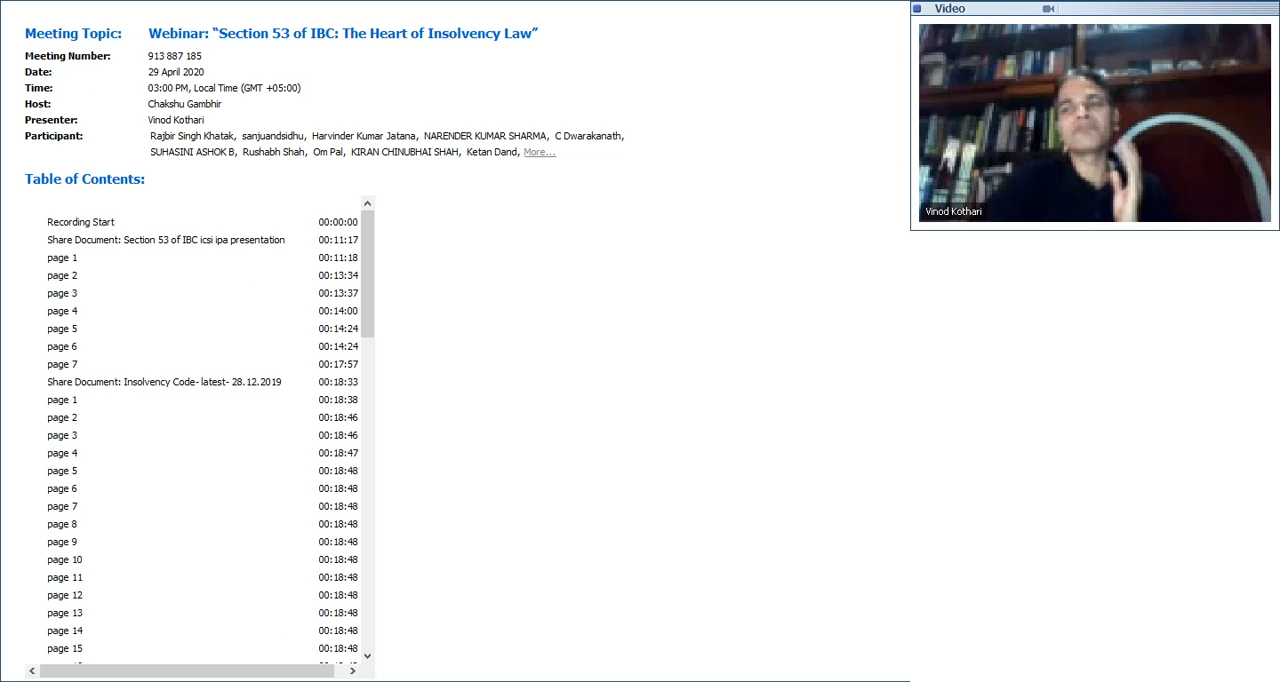 Video
Meeting Topic: Webinar: “Section 53 of IBC: The Heart of Insolvency Law”
Meeting Number: 913 887 185
Date: 29 April 2020
Time: 03:00 PM, Local Time (GMT +05:00)
Host: Chakshu Gambhir
Presenter: Vinod Kothari
Participant: Rajbir Singh Khatak, sanjuandsidhu, Harvinder Kumar Jatana, NARENDER KUMAR SHARMA, C Dwarakanath,
SUHASINI ASHOK B, Rushabh Shah, Om Pal, KIRAN CHINUBHAI SHAH, Ketan Dand, More...
Vinod Kothari
Table of Contents:
Recording Start 00:00:00
Share Document: Section 53 of IBC icsi ipa presentation 00:11:17
page 1 00:11:18
page 2 00:13:34
page 3 00:13:37
page 4 00:14:00
page 5 00:14:24
page 6 00:14:24
page 7 00:17:57
Share Document: Insolvency Code- latest- 28.12.2019 00:18:33
page 1 00:18:38
page 2 00:18:46
page 3 00:18:46
page 4 00:18:47
page 5 00:18:48
page 6 00:18:48
page 7 00:18:48
page 8 00:18:48
page 9 00:18:48
page 10 00:18:48
page 11 00:18:48
page 12 00:18:48
page 13 00:18:48
page 14 00:18:48
page 15 00:18:48